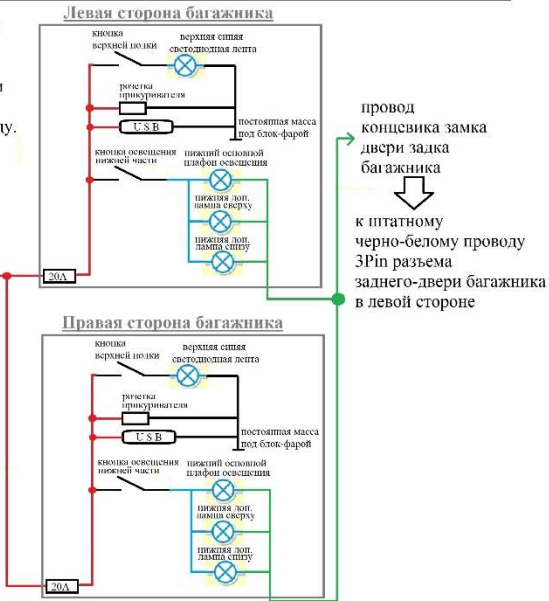 Левая сторона багажника
кнопка
верхней полки
верхняя синяя
светодиодная лента
розетка
прикуривателя
USB
постоянная масса
под блок-фарой
кнопка освещения
нижней части
нижний основной
плафон освещения
нижняя доп.
лампа сверху
нижняя доп.
лампа снизу
20А
и
ду.
провод
концевика замка
двери задка
багажника
к штатному
черно-белому проводу
3Pin разъема
заднего-двери багажника
в левой стороне
Правая сторона багажника
кнопка
верхней полки
верхняя синяя
светодиодная лента
розетка
прикуривателя
USB
постоянная масса
под блок-фарой
кнопка освещения
нижней части
нижний основной
плафон освещения
нижняя доп.
лампа сверху
нижняя доп.
лампа снизу
20А